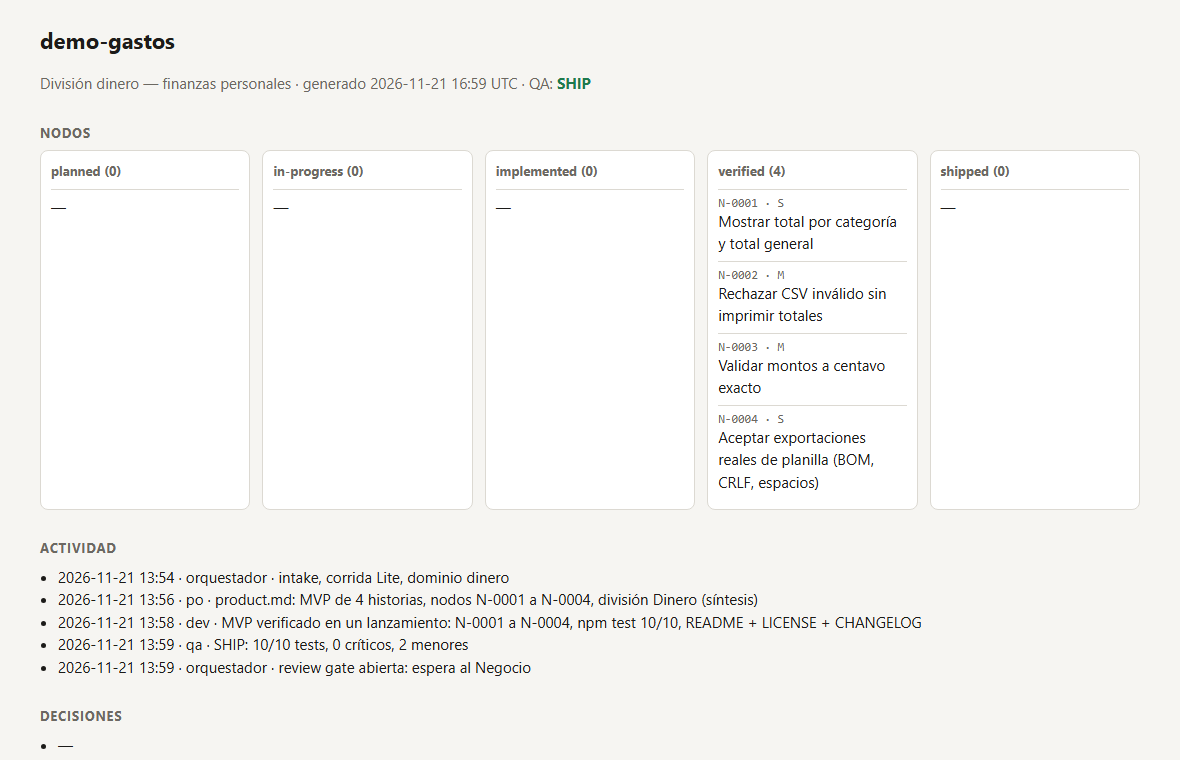 demo-gastos
División dinero — finanzas personales · generado 2026-11-21 16:59 UTC · QA: SHIP
NODOS
planned (0)
—
in-progress (0)
—
implemented (0)
—
verified (4)
N-0001 · S
Mostrar total por categoría
y total general
N-0002 · M
Rechazar CSV inválido sin
imprimir totales
N-0003 · M
Validar montos a centavo
exacto
N-0004 · S
Aceptar exportaciones
reales de planilla (BOM,
CRLF, espacios)
shipped (0)
—
ACTIVIDAD
• 2026-11-21 13:54 · orquestador · intake, corrida Lite, dominio dinero
• 2026-11-21 13:56 · po · product.md: MVP de 4 historias, nodos N-0001 a N-0004, división Dinero (síntesis)
• 2026-11-21 13:58 · dev · MVP verificado en un lanzamiento: N-0001 a N-0004, npm test 10/10, README + LICENSE + CHANGELOG
• 2026-11-21 13:59 · qa · SHIP: 10/10 tests, 0 críticos, 2 menores
• 2026-11-21 13:59 · orquestador · review gate abierta: espera al Negocio
DECISIONES
• —